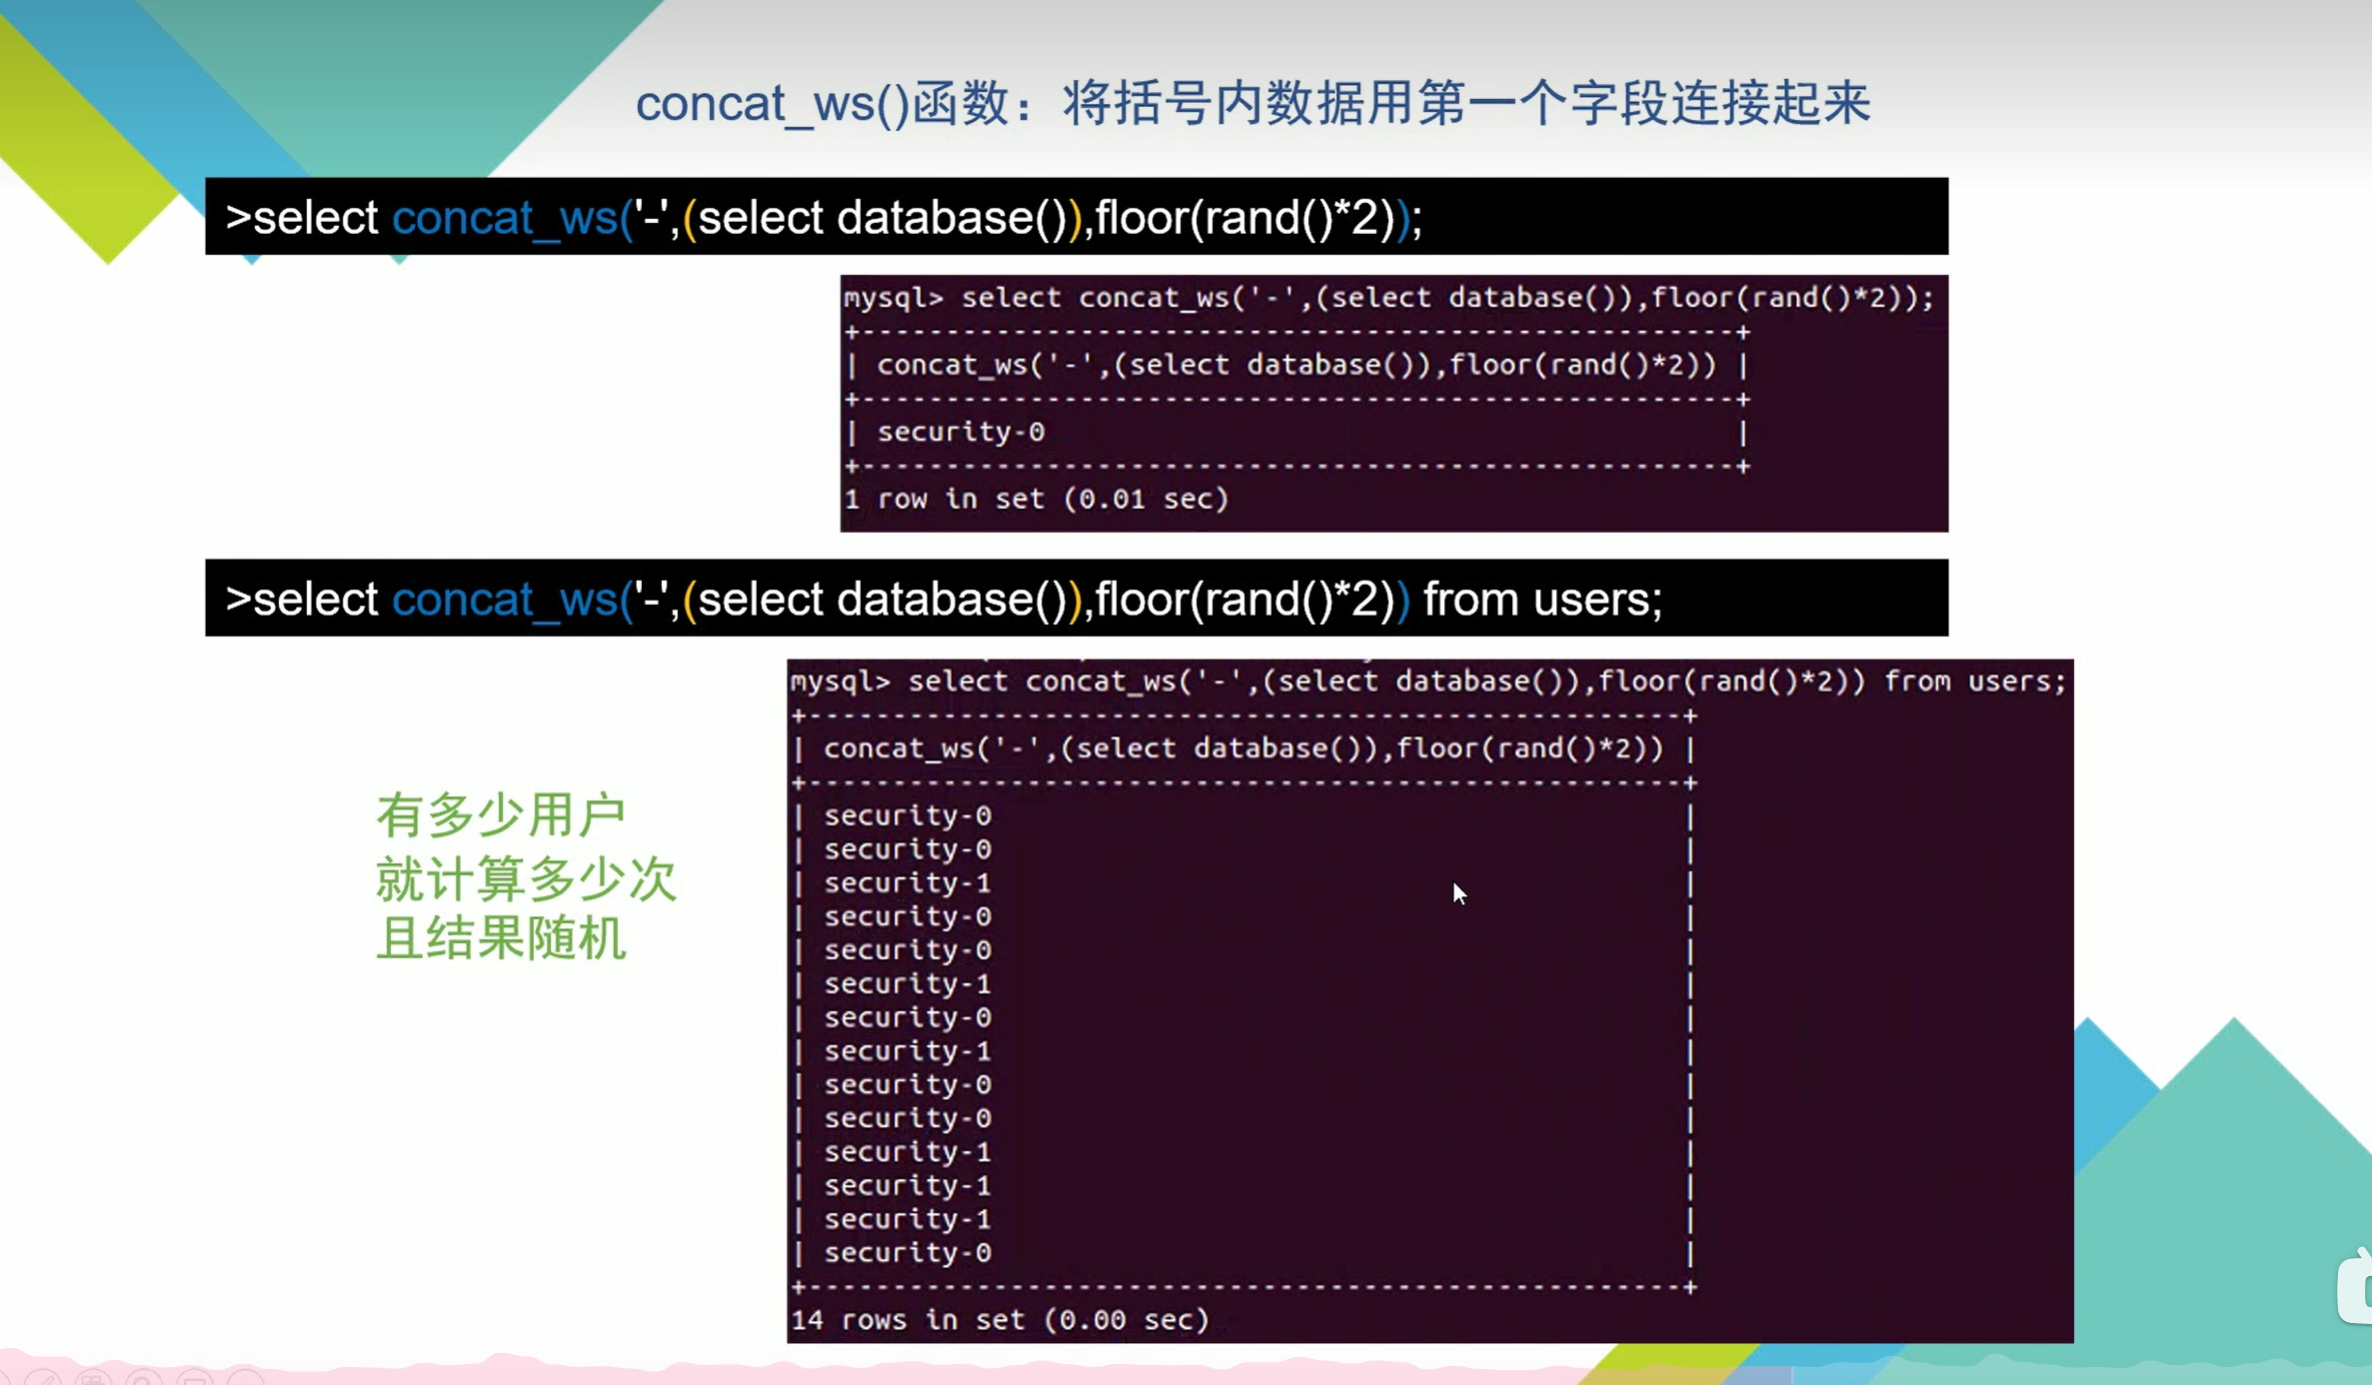 concat_ws()函数：将括号内数据用第一个字段连接起来
>select concat_ws('-',(select database()),floor(rand()*2));
mysql> select concat_ws('-',(select database()),floor(rand()*2));
+----------------------------------------------------+
| concat_ws('-',(select database()),floor(rand()*2)) |
+----------------------------------------------------+
| security-0                                         |
+----------------------------------------------------+
1 row in set (0.01 sec)
>select concat_ws('-',(select database()),floor(rand()*2)) from users;
有多少用户
就计算多少次
且结果随机
mysql> select concat_ws('-',(select database()),floor(rand()*2)) from users;
+----------------------------------------------------+
| concat_ws('-',(select database()),floor(rand()*2)) |
+----------------------------------------------------+
| security-0                                         |
| security-0                                         |
| security-1                                         |
| security-0                                         |
| security-0                                         |
| security-1                                         |
| security-0                                         |
| security-1                                         |
| security-0                                         |
| security-0                                         |
| security-1                                         |
| security-1                                         |
| security-1                                         |
| security-0                                         |
+----------------------------------------------------+
14 rows in set (0.00 sec)